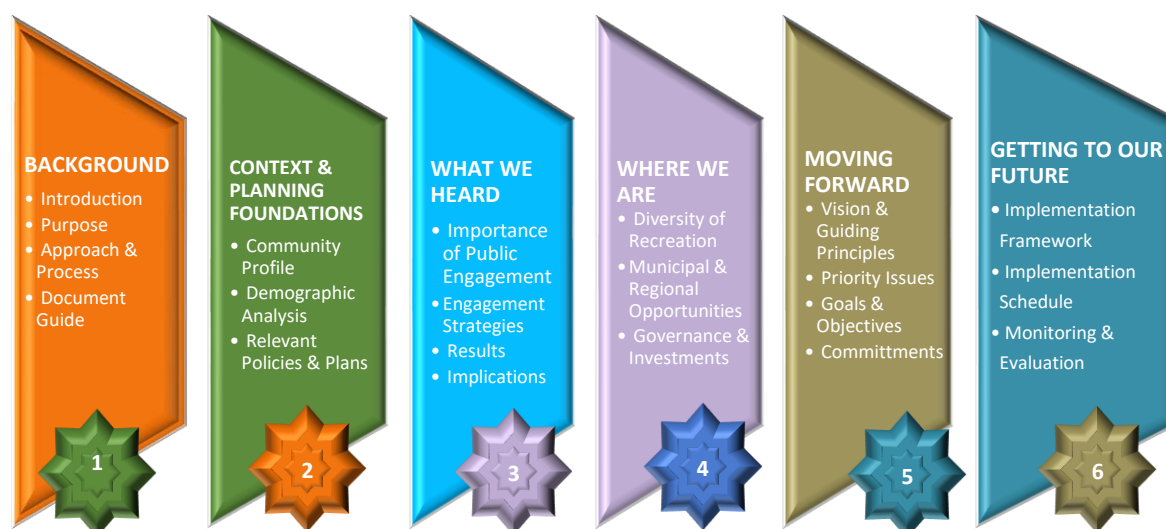 BACKGROUND
• Introduction
• Purpose
• Approach &
Process
• Document
Guide
1
CONTEXT &
PLANNING
FOUNDATIONS
• Community
Profile
• Demographic
Analysis
• Relevant
Policies & Plans
2
WHAT WE
HEARD
• Importance
of Public
Engagement
• Engagement
Strategies
• Results
• Implications
3
WHERE WE
ARE
• Diversity of
Recreation
• Municipal &
Regional
Opportunities
• Governance &
Investments
4
MOVING
FORWARD
• Vision &
Guiding
Principles
• Priority Issues
• Goals &
Objectives
• Committments
5
GETTING TO OUR
FUTURE
• Implementation
Framework
• Implementation
Schedule
• Monitoring &
Evaluation
6